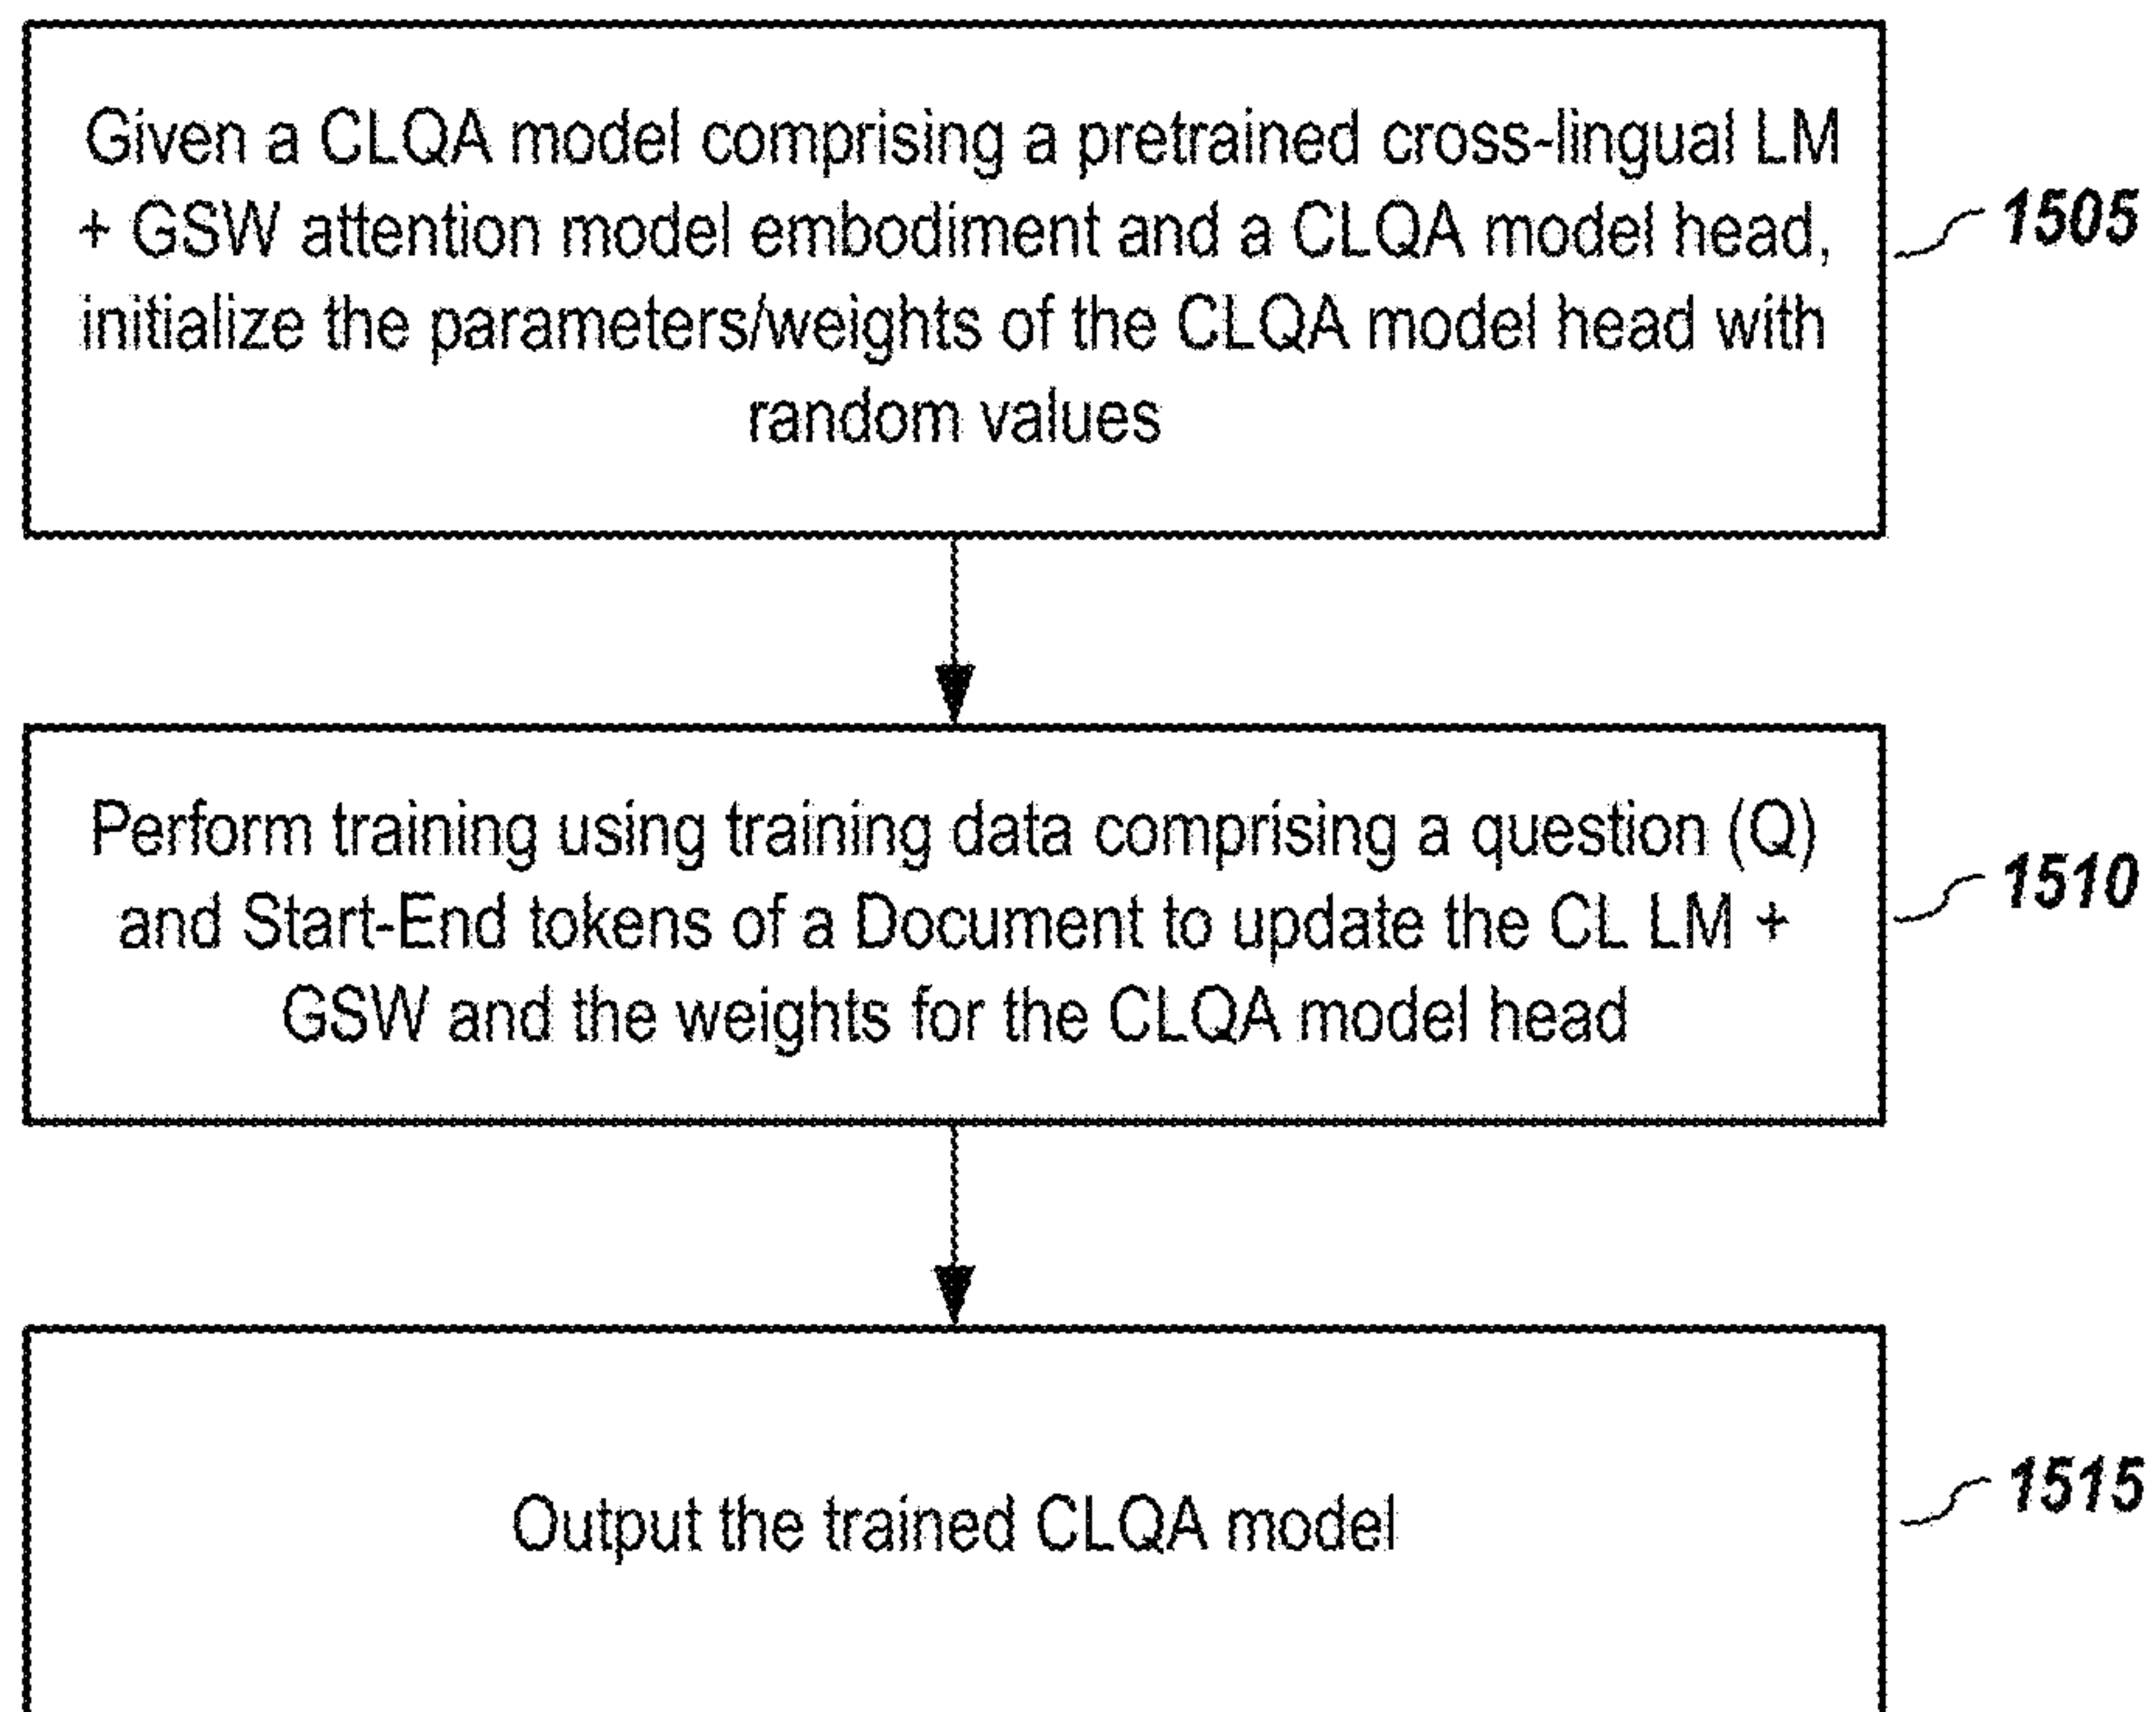 Given a CLQA model comprising a pretrained cross-lingual LM
+ GSW attention model embodiment and a CLQA model head,
initialize the parameters/weights of the CLQA model head with
random values
1505
Perform training using training data comprising a question (Q)
and Start-End tokens of a Document to update the CL LM +
GSW and the weights for the CLQA model head
1510
Output the trained CLQA model
1515